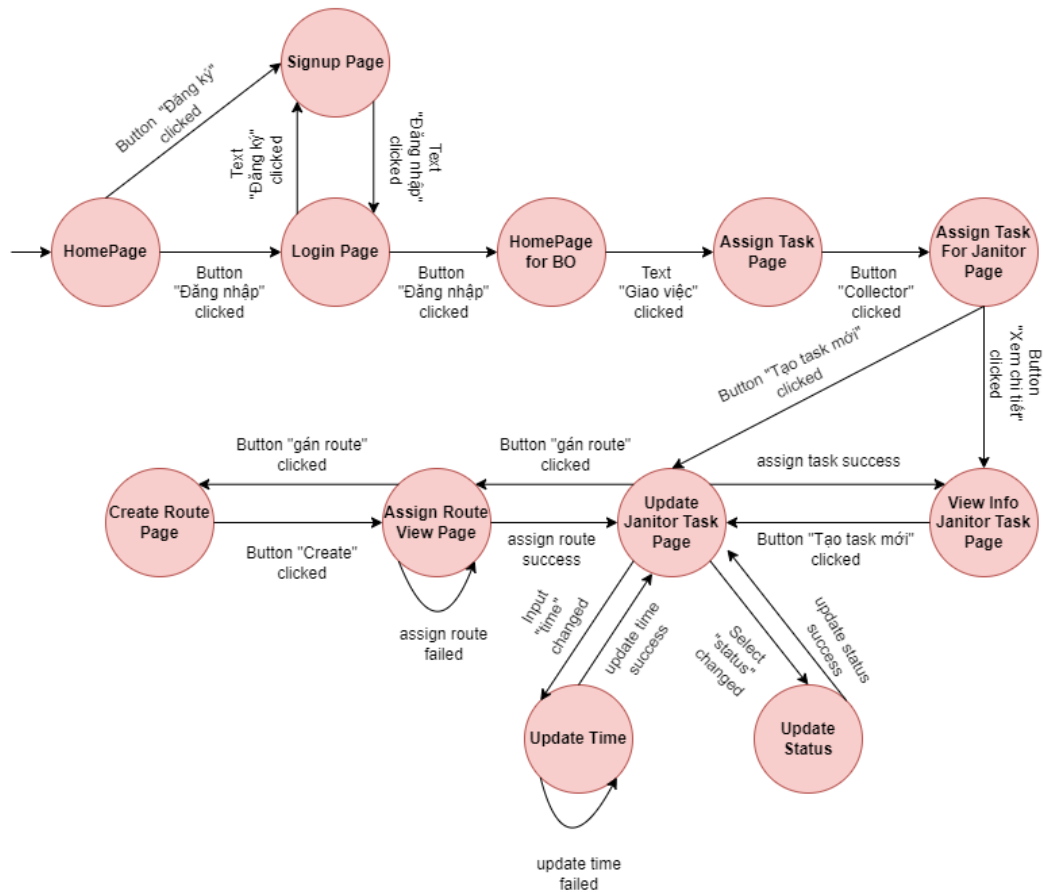 Signup Page
Button "Đăng ký"
clicked
Text
"Đăng ký"
clicked
Text
"Đăng nhập"
clicked
HomePage
Button
"Đăng nhập"
clicked
Login Page
Button
"Đăng nhập"
clicked
HomePage
for BO
Text
"Giao việc"
clicked
Assign Task
Page
Button
"Collector"
clicked
Assign Task
For Janitor
Page
Button "Tạo task mới"
clicked
Button
"Xem chi tiết"
clicked
Button "gán route"
clicked
Button "gán route"
clicked
assign task success
Create Route
Page
Button "Create"
clicked
Assign Route
View Page
assign route
success
Update
Janitor Task
Page
Button "Tạo task mới"
clicked
View Info
Janitor Task
Page
assign route
failed
Input
"time"
changed
update time
success
Select
"status"
changed
update status
success
Update Time
Update
Status
update time
failed